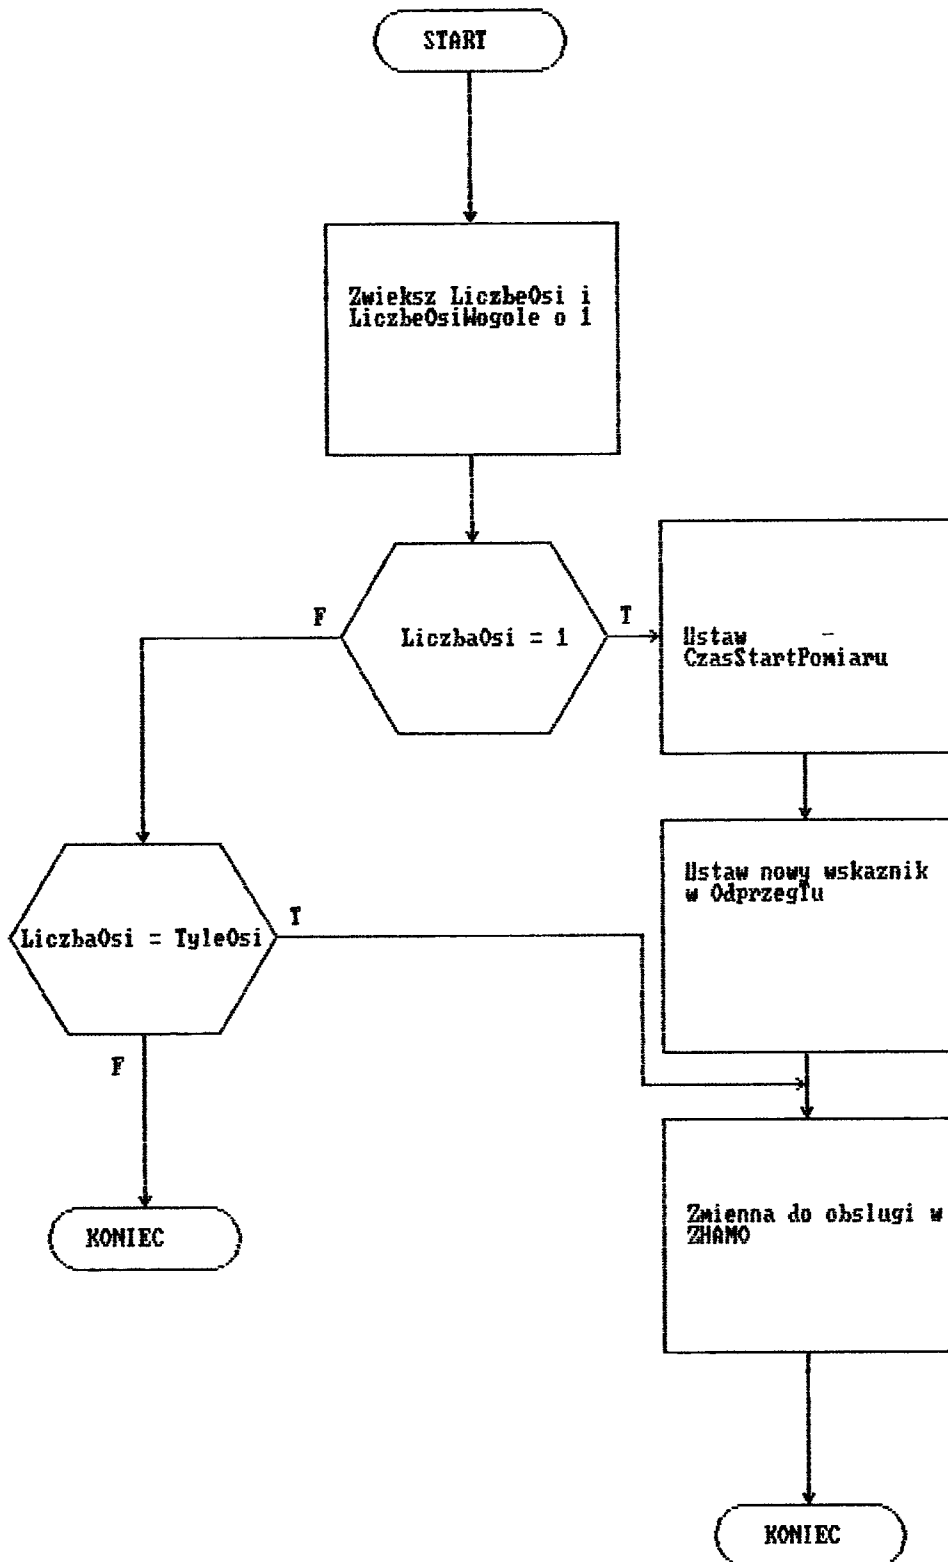 START
Zwieksz LiczbeOsi i
LiczbeOsiWogole o 1
F
LiczbaOsi = 1
T
Ustaw
CzasStartPomiaru
Ustaw nowy wskaznik
w Odprzegłu
LiczbaOsi = TyleOsi
T
F
KONIEC
Zmienna do obslugi w
ZHAMO
KONIEC